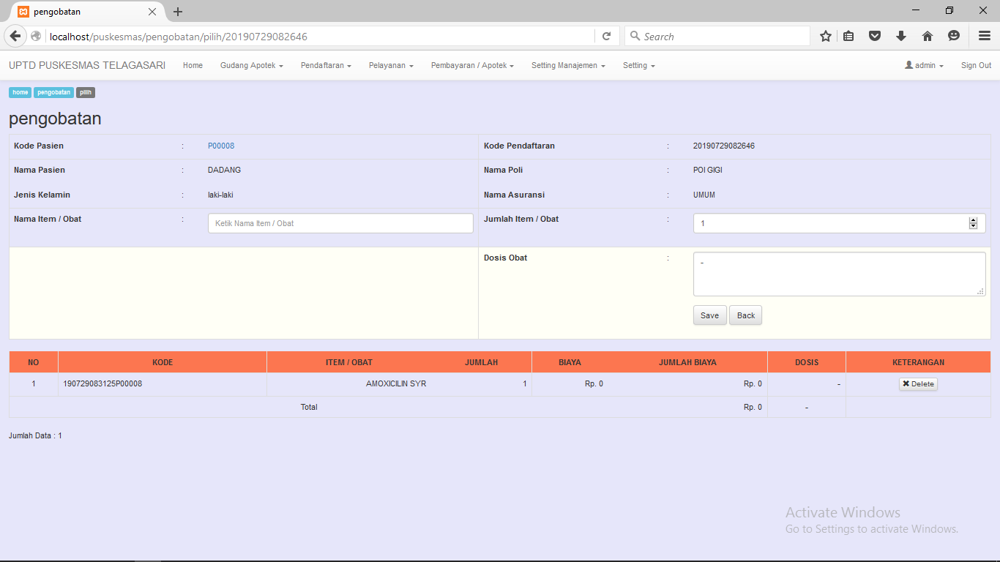 pengobatan
localhost/puskesmas/pengobatan/pilih/20190729082646
Search
UPTD PUSKESMAS TELAGASARI Home Gudang Apotek Pendaftaran Pelayanan Pembayaran / Apotek Setting Manajemen Setting admin Sign Out
home pengobatan pilih
pengobatan
Kode Pasien : P00008 Kode Pendaftaran : 20190729082646
Nama Pasien : DADANG Nama Poli : POI GIGI
Jenis Kelamin : laki-laki Nama Asuransi : UMUM
Nama Item / Obat : Ketik Nama Item / Obat Jumlah Item / Obat : 1
Dosis Obat : -
Save Back
NO KODE ITEM / OBAT JUMLAH BIAYA JUMLAH BIAYA DOSIS KETERANGAN
1 190729083125P00008 AMOXICILIN SYR 1 Rp. 0 Rp. 0 - Delete
Total Rp. 0 -
Jumlah Data : 1
Activate Windows
Go to Settings to activate Windows.